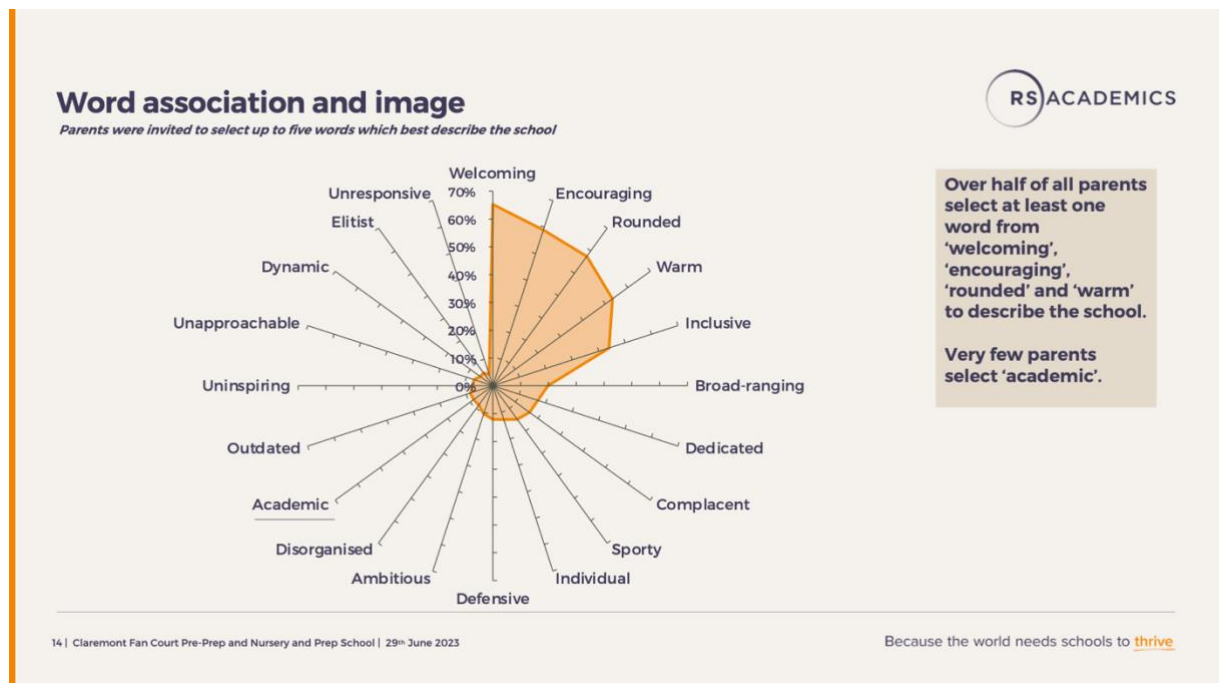 Word association and image
Parents were invited to select up to five words which best describe the school
RS ACADEMICS
Welcoming
70%
60%
50%
40%
30%
20%
10%
0%
Encouraging
Rounded
Warm
Inclusive
Broad-ranging
Dedicated
Complacent
Sporty
Individual
Defensive
Ambitious
Disorganised
Academic
Outdated
Uninspiring
Unapproachable
Dynamic
Elitist
Unresponsive
Over half of all parents
select at least one
word from
‘welcoming’,
‘encouraging’,
‘rounded’ and ‘warm’
to describe the school.
Very few parents
select ‘academic’.
14 | Claremont Fan Court Pre-Prep and Nursery and Prep School | 29th June 2023
Because the world needs schools to thrive